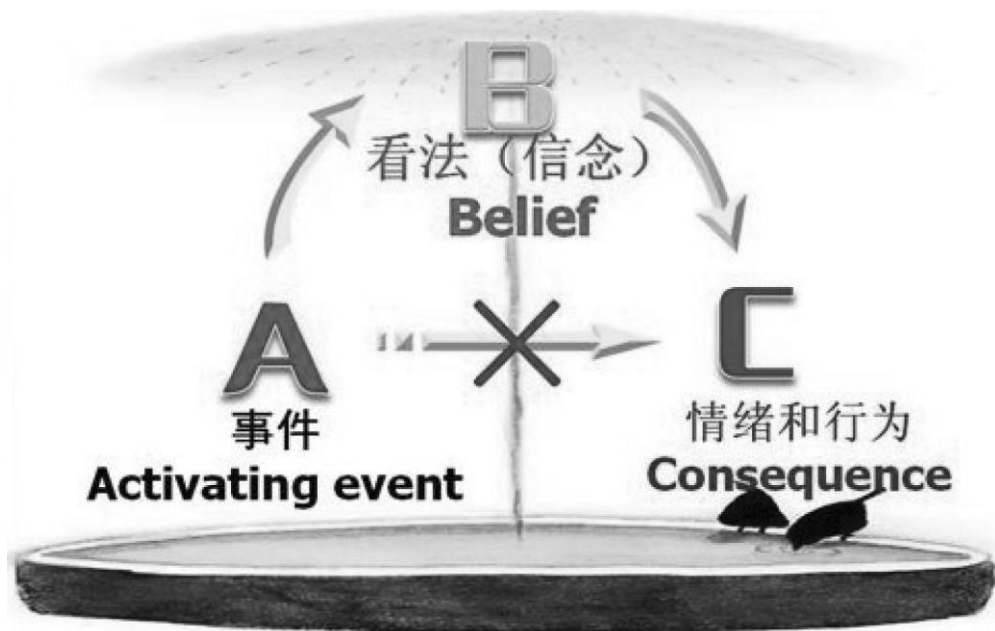 B
看法（信念）
Belief
A
事件
Activating event
C
情绪和行为
Consequence